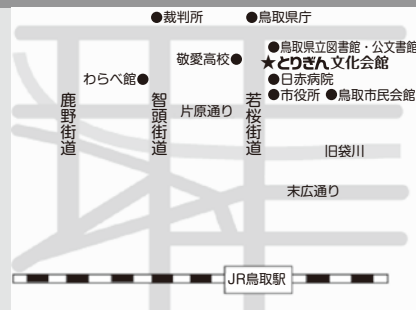 ●裁判所 ●鳥取県庁
●鳥取県立図書館・公文書館
敬愛高校● ★とりぎん文化会館
わらべ館● ●日赤病院
●市役所 ●鳥取市民会館
鹿野街道
智頭街道
片原通り
若桜街道
旧袋川
末広通り
JR鳥取駅